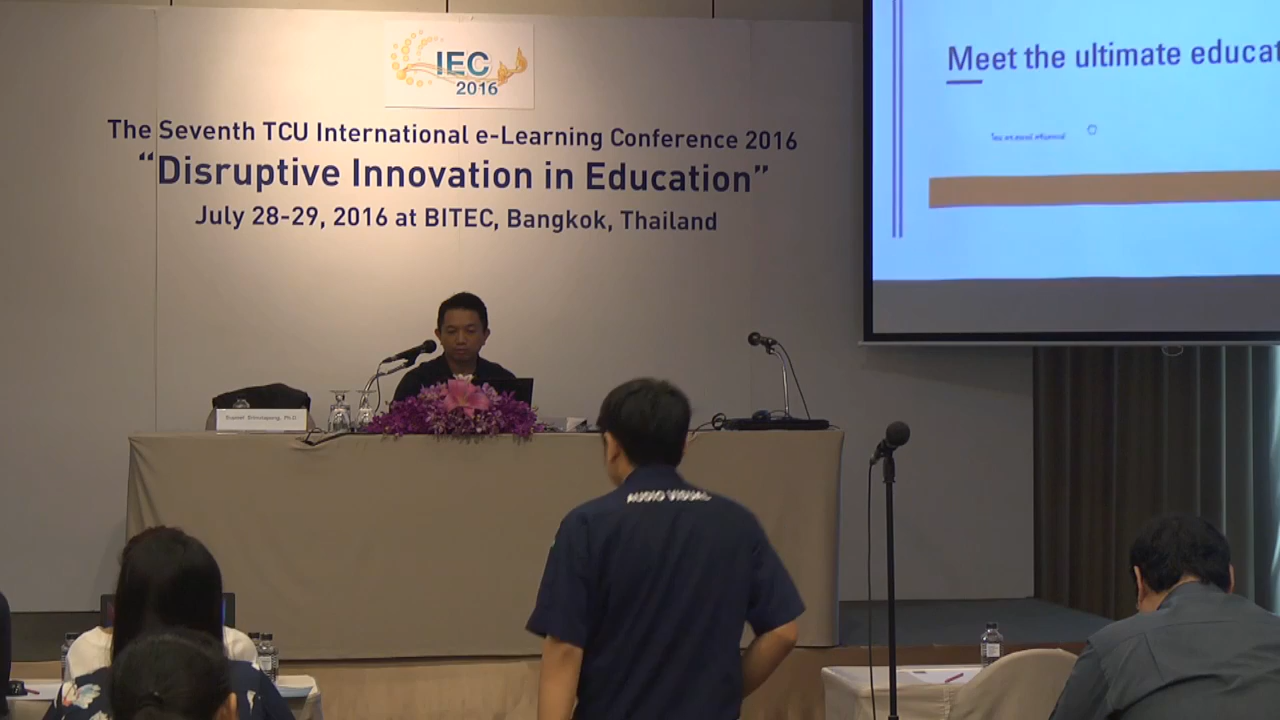 IEC
2016
The Seventh TCU International e-Learning Conference 2016
“Disruptive Innovation in Education”
July 28-29, 2016 at BITEC, Bangkok, Thailand
Meet the ultimate educat
Ph.D
AUDIO VISUAL